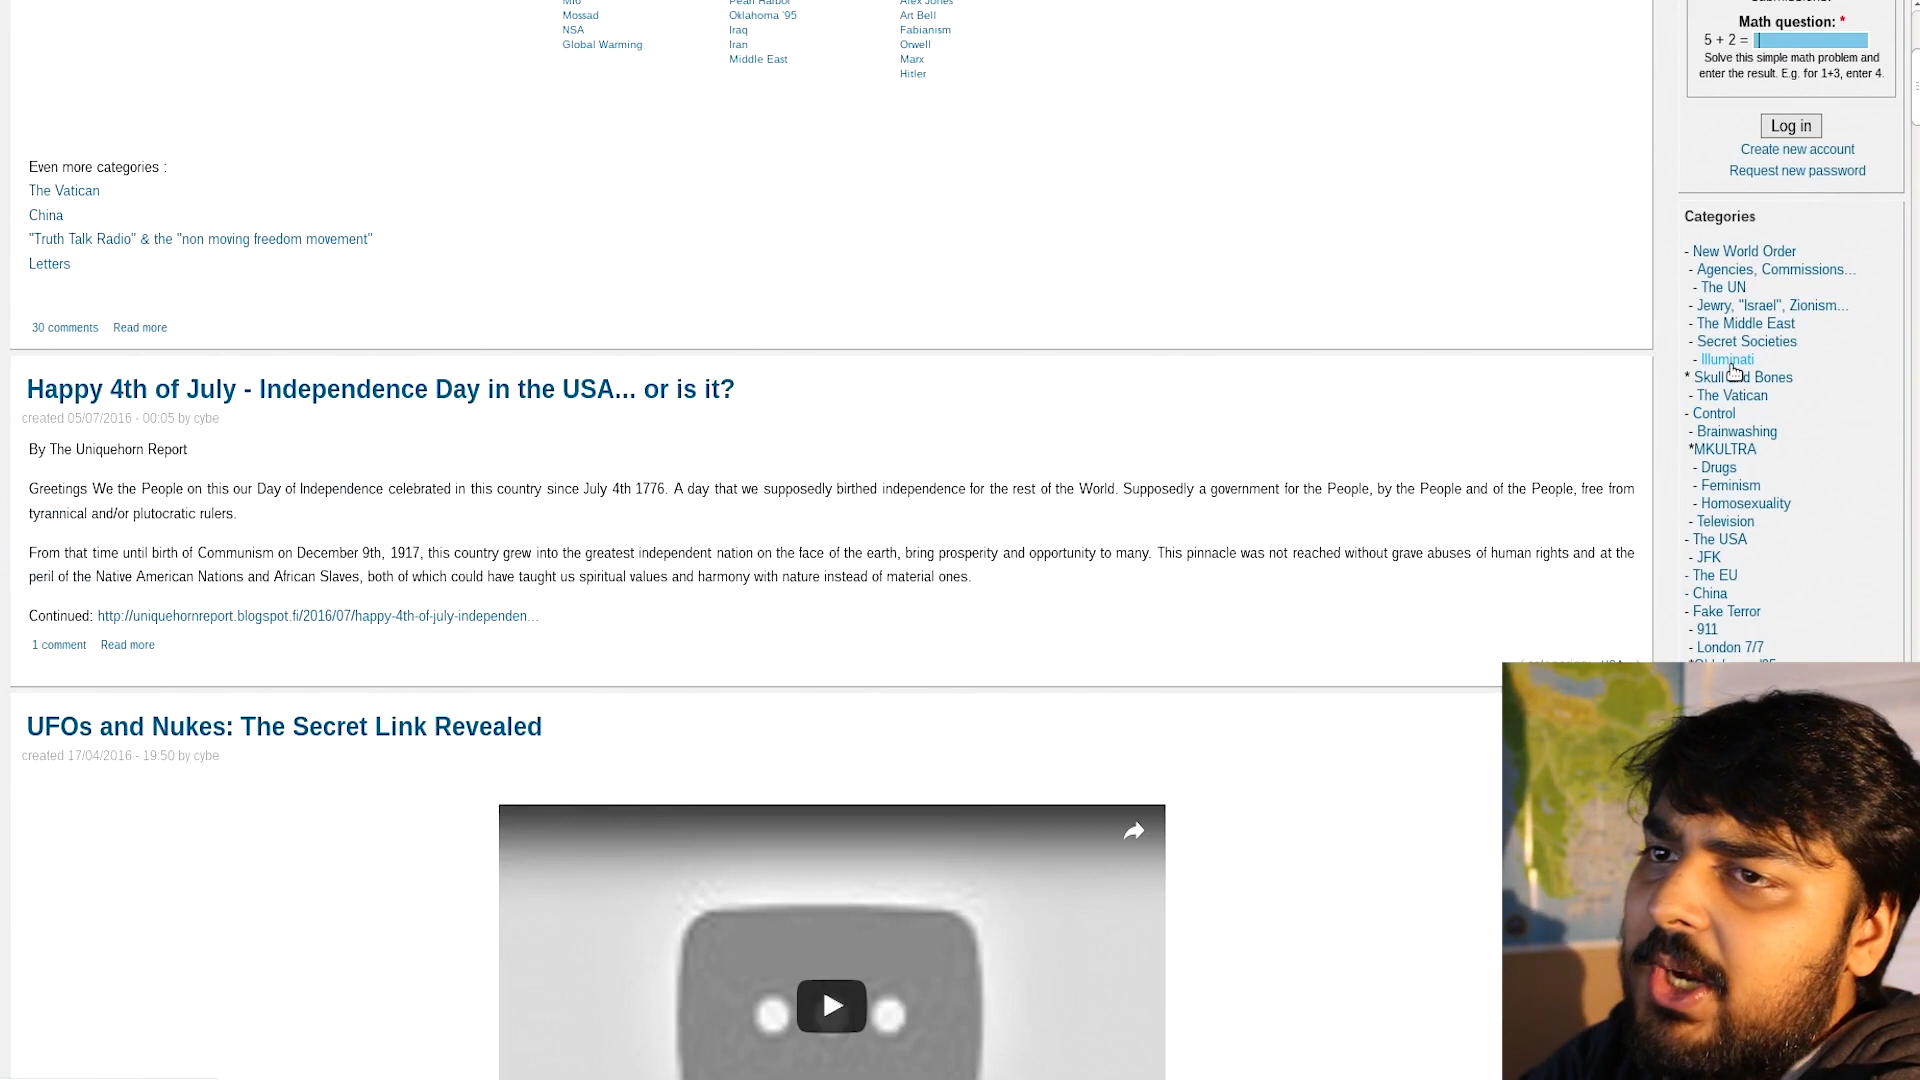 MI6
Mossad
NSA
Global Warming
Pearl Harbor
Oklahoma '95
Iraq
Iran
Middle East
Alex Jones
Art Bell
Fabianism
Orwell
Marx
Hitler
Even more categories :
The Vatican
China
"Truth Talk Radio" & the "non moving freedom movement"
Letters
30 comments Read more
Happy 4th of July - Independence Day in the USA... or is it?
created 05/07/2016 - 00:05 by cybe
By The Uniquehorn Report
Greetings We the People on this our Day of Independence celebrated in this country since July 4th 1776. A day that we supposedly birthed independence for the rest of the World. Supposedly a government for the People, by the People and of the People, free from
tyrannical and/or plutocratic rulers.
From that time until birth of Communism on December 9th, 1917, this country grew into the greatest independent nation on the face of the earth, bring prosperity and opportunity to many. This pinnacle was not reached without grave abuses of human rights and at the
peril of the Native American Nations and African Slaves, both of which could have taught us spiritual values and harmony with nature instead of material ones.
Continued: http://uniquehornreport.blogspot.fi/2016/07/happy-4th-of-july-independen...
1 comment Read more
UFOs and Nukes: The Secret Link Revealed
created 17/04/2016 - 19:50 by cybe
Math question: *
5 + 2 =
Solve this simple math problem and
enter the result. E.g. for 1+3, enter 4.
Log in
Create new account
Request new password
Categories
- New World Order
- Agencies, Commissions...
- The UN
- Jewry, "Israel", Zionism...
- The Middle East
- Secret Societies
- Illuminati
* Skull and Bones
- The Vatican
- Control
- Brainwashing
*MKULTRA
- Drugs
- Feminism
- Homosexuality
- Television
- The USA
- JFK
- The EU
- China
- Fake Terror
- 911
- London 7/7